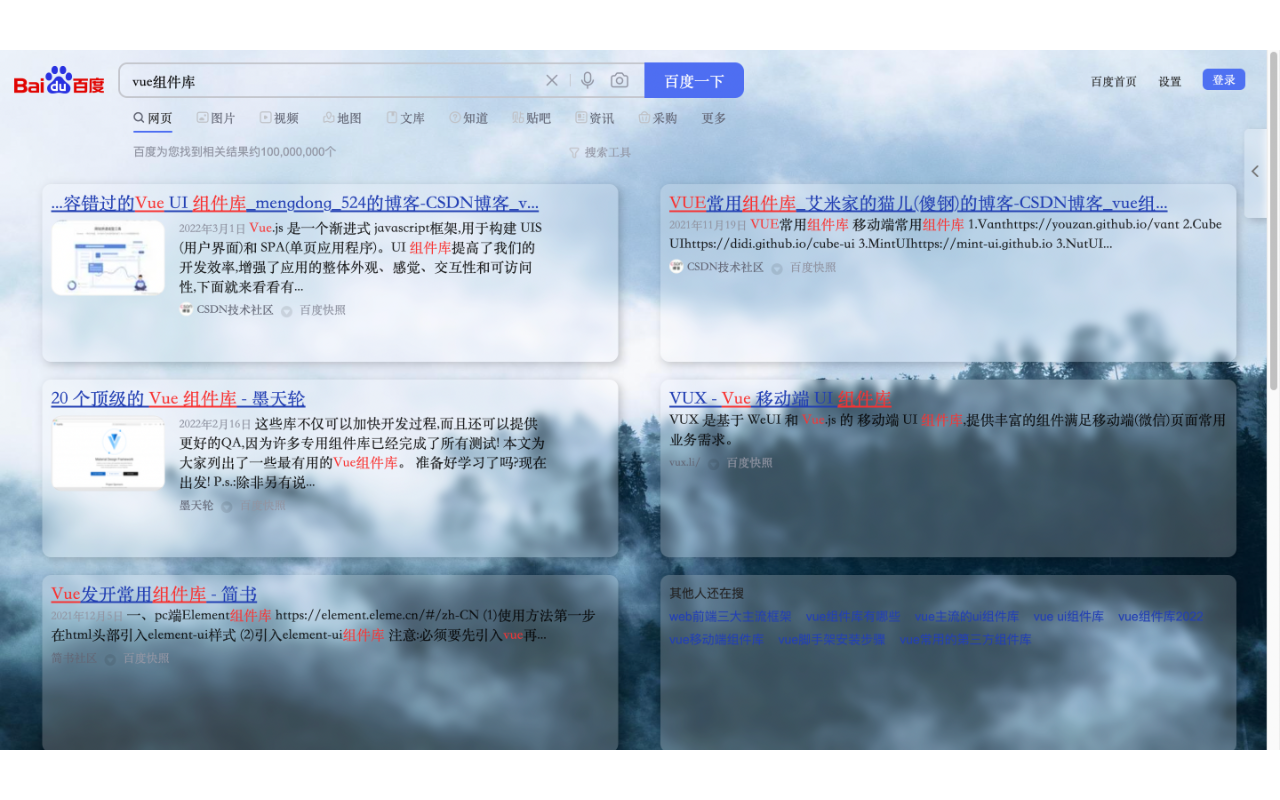 Bai du 百度
vue组件库
百度一下
百度首页 设置 登录
网页 图片 视频 地图 文库 知道 贴吧 资讯 采购 更多
百度为您找到相关结果约100,000,000个
搜索工具
...容错过的Vue UI 组件库_mengdong_524的博客-CSDN博客_v...
2022年3月1日 Vue.js 是一个渐进式 javascript框架,用于构建 UIS
(用户界面)和 SPA(单页应用程序)。UI 组件库提高了我们的
开发效率,增强了应用的整体外观、感觉、交互性和可访问
性,下面就来看看有...
CSDN技术社区 百度快照
VUE常用组件库_艾米家的猫儿(傻钢)的博客-CSDN博客_vue组...
2021年11月19日 VUE常用组件库 移动端常用组件库 1.Vanthttps://youzan.github.io/vant 2.Cube
UIhttps://didi.github.io/cube-ui 3.MintUIhttps://mint-ui.github.io 3.NutUI...
CSDN技术社区 百度快照
20 个顶级的 Vue 组件库 - 墨天轮
2022年2月16日 这些库不仅可以加快开发过程,而且还可以提供
更好的QA,因为许多专用组件库已经完成了所有测试! 本文为
大家列出了一些最有用的Vue组件库。 准备好学习了吗?现在
出发! P.s.:除非另有说...
墨天轮 百度快照
VUX - Vue 移动端 UI 组件库
VUX 是基于 WeUI 和 Vue.js 的 移动端 UI 组件库,提供丰富的组件满足移动端(微信)页面常用
业务需求。
vux.li/ 百度快照
Vue发开常用组件库 - 简书
2021年12月5日 一、pc端Element组件库 https://element.eleme.cn/#/zh-CN (1)使用方法第一步
在html头部引入element-ui样式 (2)引入element-ui组件库 注意:必须要先引入vue再...
简书社区 百度快照
其他人还在搜
web前端三大主流框架 vue组件库有哪些 vue主流的ui组件库 vue ui组件库 vue组件库2022
vue移动端组件库 vue脚手架安装步骤 vue常用的第三方组件库